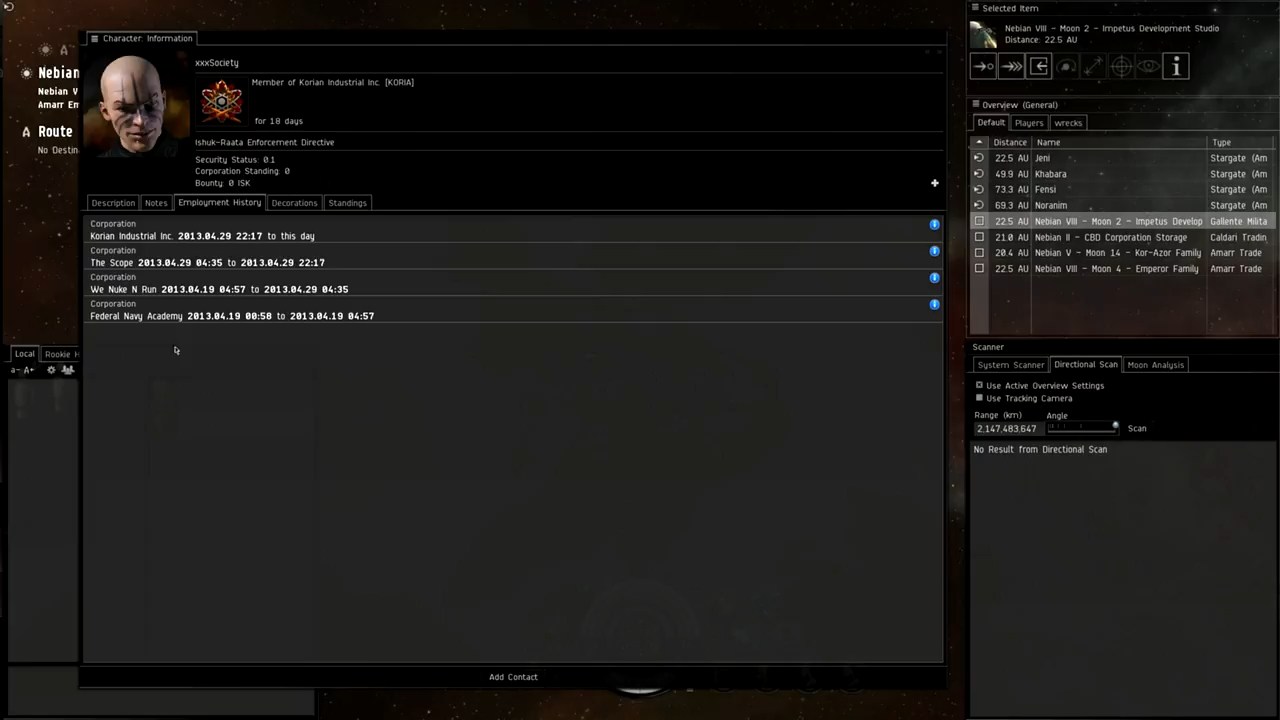 Nebian
Nebian V
Amarr Em
Route
No Destin
Character: Information
xxxSociety
Member of Korian Industrial Inc. [KORIA]
for 18 days
Ishuk-Raata Enforcement Directive
Security Status: 0.1
Corporation Standing: 0
Bounty: 0 ISK
Description
Notes
Employment History
Decorations
Standings
Corporation
Korian Industrial Inc. 2013.04.29 22:17 to this day
Corporation
The Scope 2013.04.29 04:35 to 2013.04.29 22:17
Corporation
We Nuke N Run 2013.04.19 04:57 to 2013.04.29 04:35
Corporation
Federal Navy Academy 2013.04.19 00:58 to 2013.04.19 04:57
Add Contact
Local
Rookie H
a- A+
Selected Item
Nebian VIII - Moon 2 - Impetus Development Studio
Distance: 22.5 AU
Overview (General)
Default
Players
wrecks
Distance Name Type
22.5 AU Jeni Stargate (Am
49.9 AU Khabara Stargate (Am
73.3 AU Fensi Stargate (Am
69.3 AU Noranim Stargate (Am
22.5 AU Nebian VIII - Moon 2 - Impetus Develop Gallente Milita
21.0 AU Nebian II - CBD Corporation Storage Caldari Tradin
20.4 AU Nebian V - Moon 14 - Kor-Azor Family Amarr Trade
22.5 AU Nebian VIII - Moon 4 - Emperor Family Amarr Trade
Scanner
System Scanner
Directional Scan
Moon Analysis
Use Active Overview Settings
Use Tracking Camera
Range (km) Angle
2,147,483,647 Scan
No Result from Directional Scan